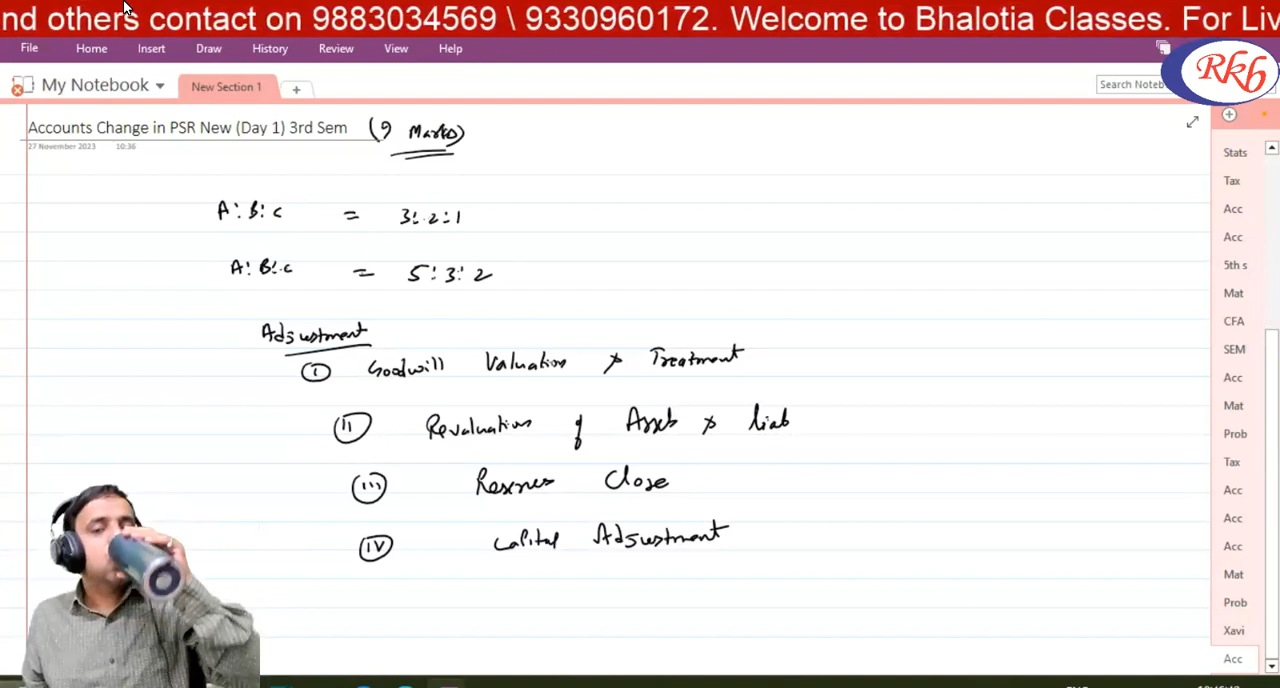 nd others contact on 9883034569 \ 9330960172. Welcome to Bhalotia Classes. For Liv
File Home Insert Draw History Review View Help
Rkb
My Notebook New Section 1 + Search Noteb
Accounts Change in PSR New (Day 1) 3rd Sem (9 Marks)
27 November 2023 10:36
A:B:C = 3:2:1
A:B:C = 5:3:2
Adjustment
(i) Goodwill Valuation & Treatment
(ii) Revaluation of Asset & Liab
(iii) Reserves Close
(iv) Capital Adjustment
Stats
Tax
Acc
Acc
5th s
Mat
CFA
SEM
Acc
Mat
Prob
Tax
Acc
Acc
Acc
Mat
Prob
Xavi
Acc